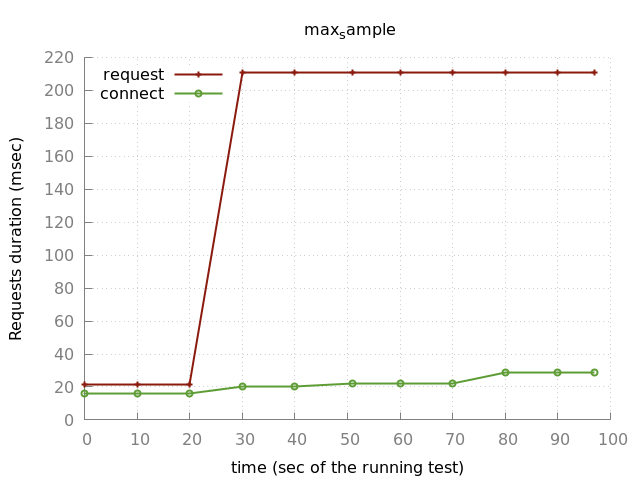 max_sample
request
connect
220
200
180
160
140
120
100
80
60
40
20
0
0 10 20 30 40 50 60 70 80 90 100
Requests duration (msec)
time (sec of the running test)